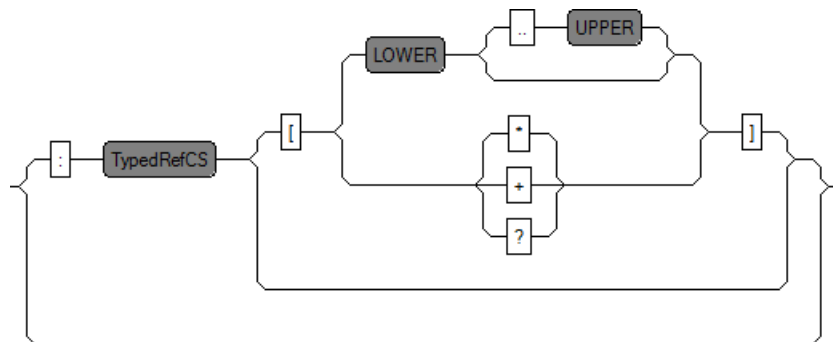 .. UPPER
LOWER
[ * ]
: TypedRefCS
+
?